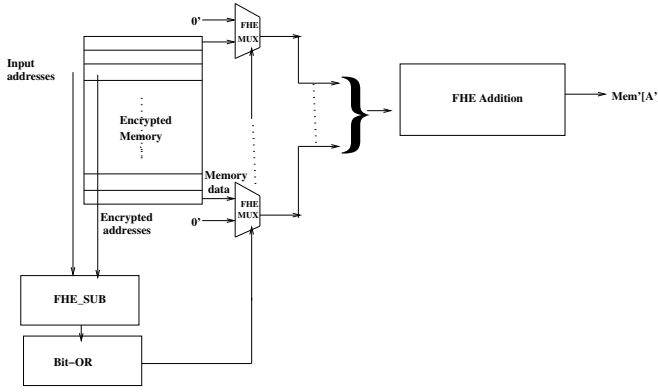 0'
FHE
MUX
Input
addresses
Encrypted
Memory
FHE Addition
Mem'[A'
Memory
data
FHE
MUX
0'
Encrypted
addresses
FHE_SUB
Bit-OR